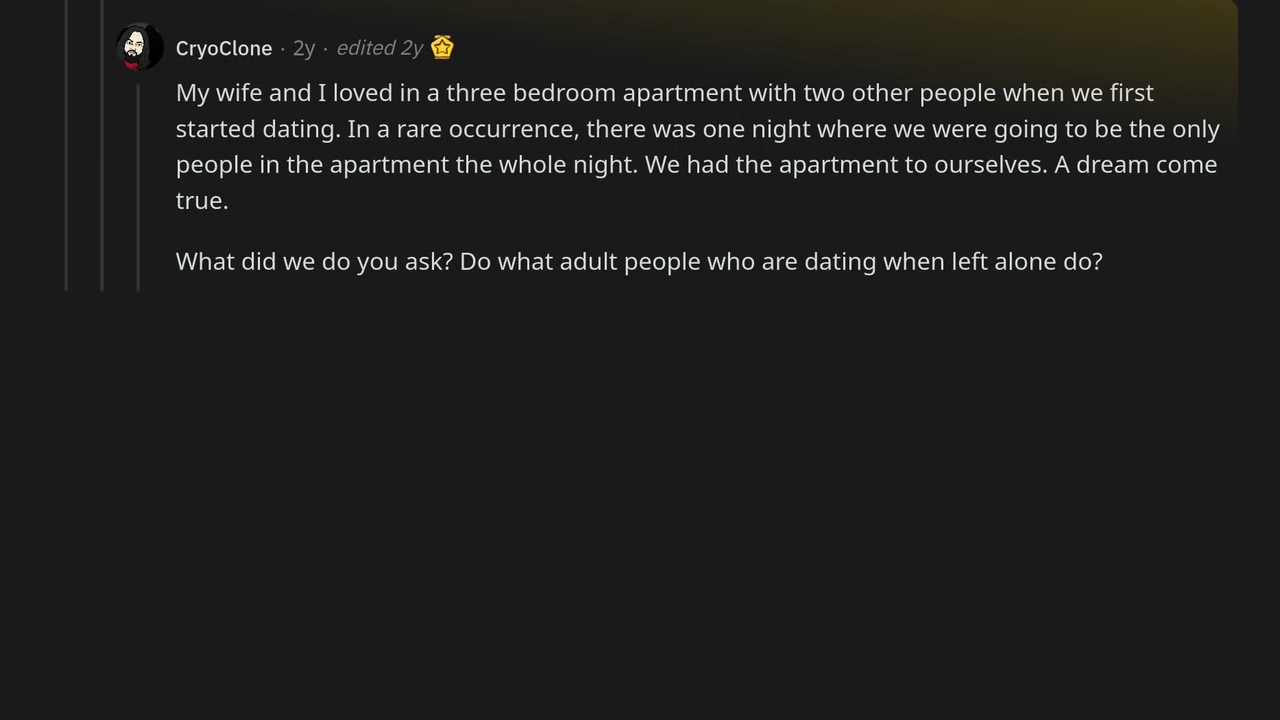 CryoClone · 2y · edited 2y
My wife and I loved in a three bedroom apartment with two other people when we first
started dating. In a rare occurrence, there was one night where we were going to be the only
people in the apartment the whole night. We had the apartment to ourselves. A dream come
true.
What did we do you ask? Do what adult people who are dating when left alone do?